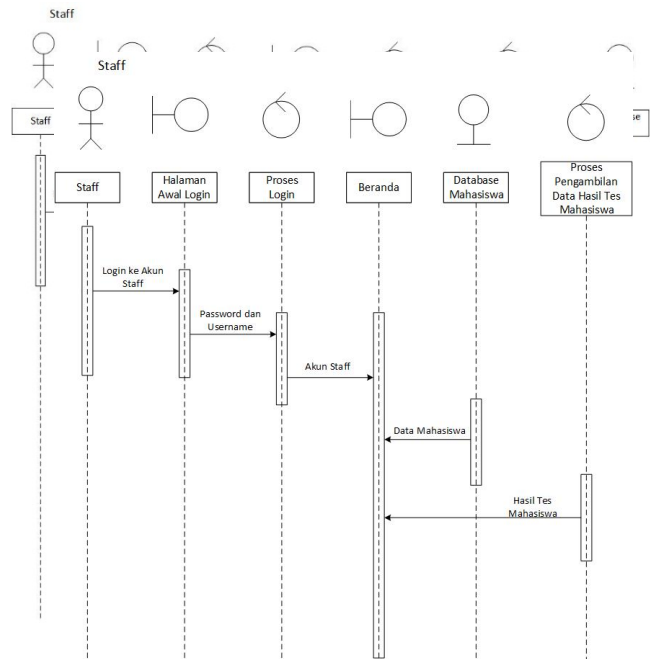 Staff
Staff
Staff
se
Staff
Halaman
Awal Login
Proses
Login
Beranda
Database
Mahasiswa
Proses
Pengambilan
Data Hasil Tes
Mahasiswa
Login ke Akun
Staff
Password dan
Username
Akun Staff
Data Mahasiswa
Hasil Tes
Mahasiswa